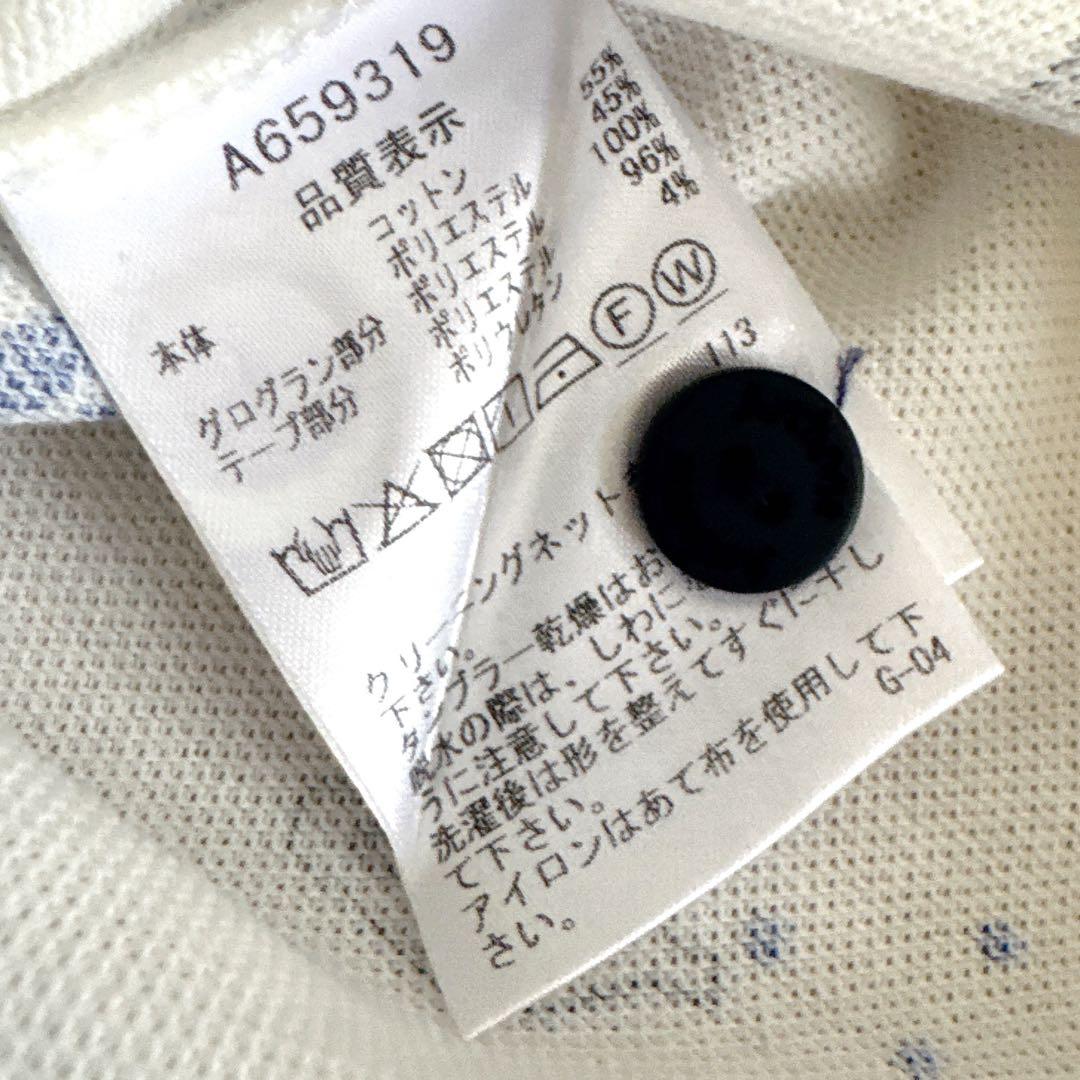 A659319
品質表示
本体 コットン 55%
ポリエステル 45%
グログラン部分 ポリエステル 100%
テープ部分 ポリエステル 96%
ポリウレタン 4%
F W
113
クリーニングネット
下さい。
タンブラー乾燥はお
脱水の際は、しわに
うに注意して下さい。
洗濯後は形を整えてすぐに干し
て下さい。
アイロンはあて布を使用して下
さい。
G-04